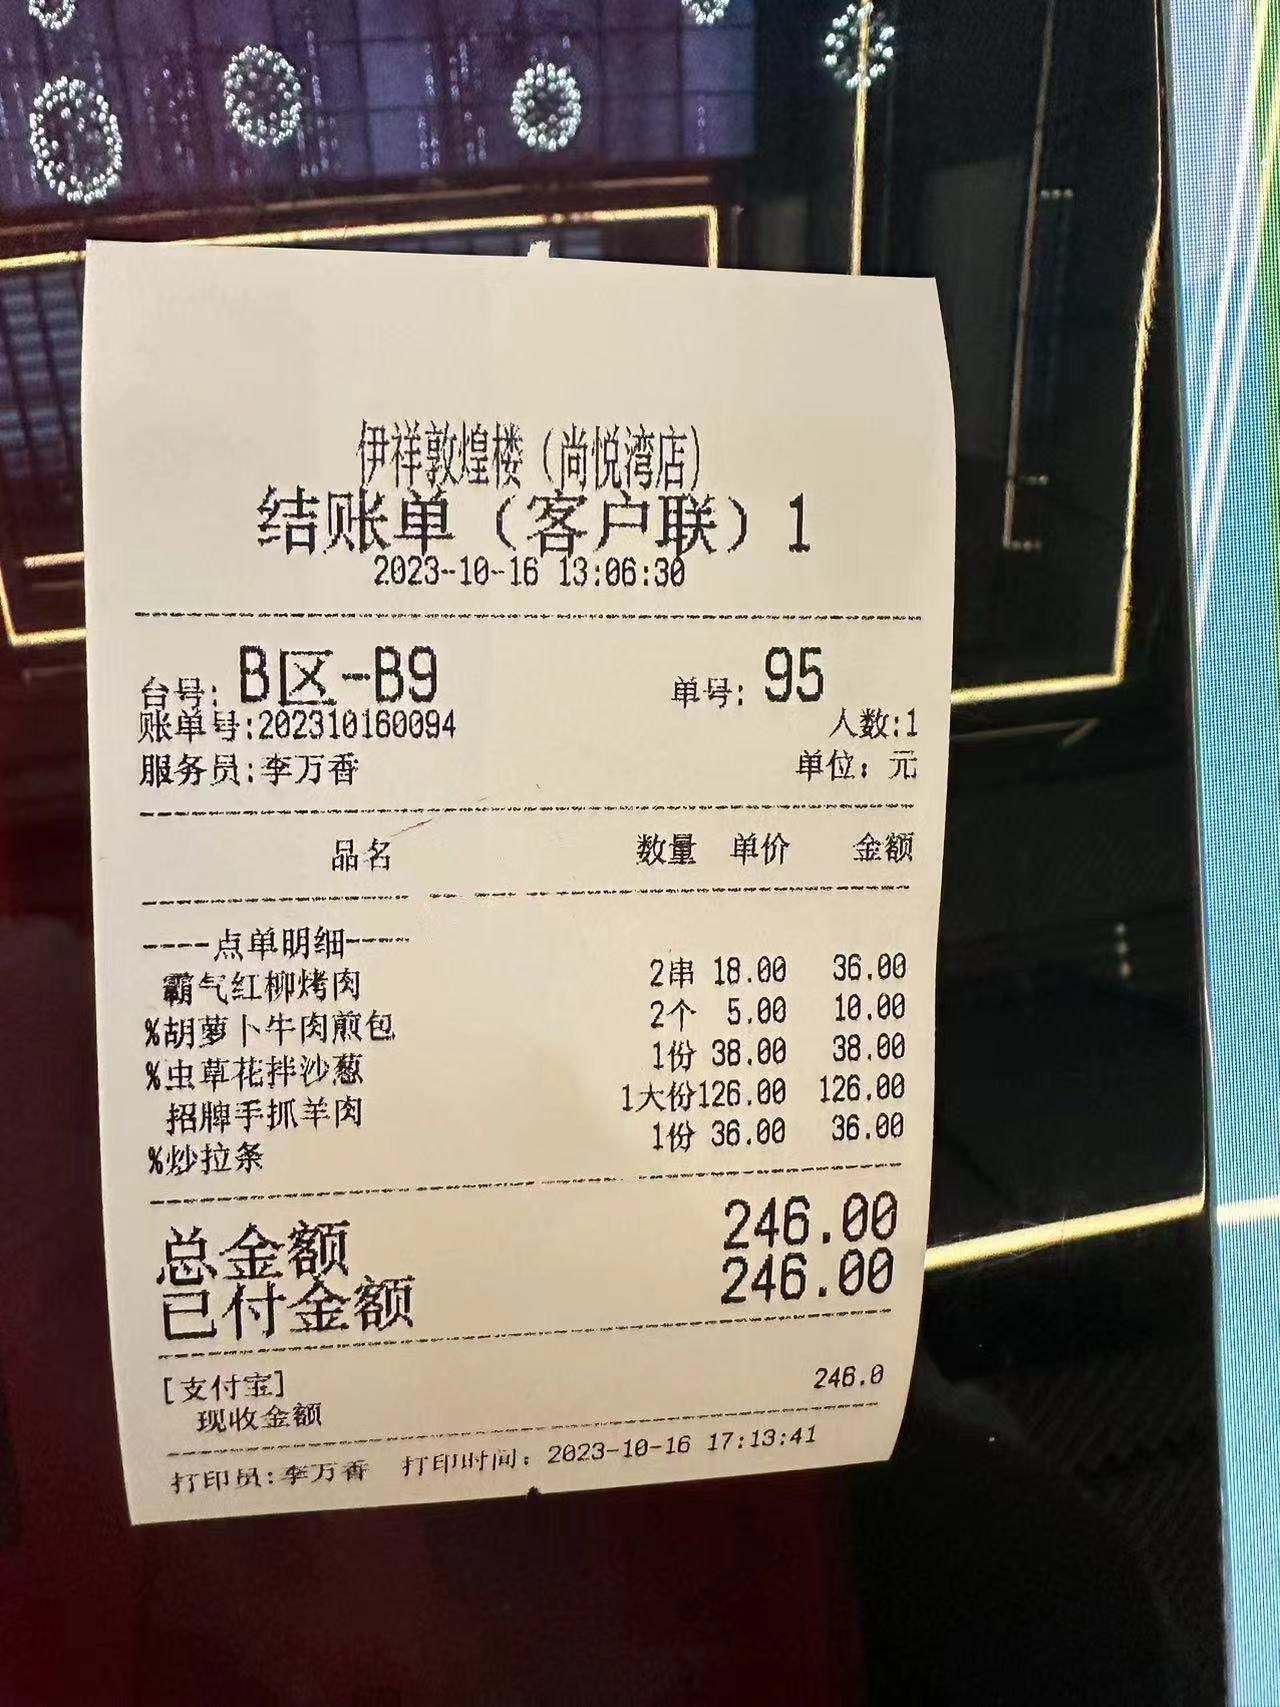 伊祥敦煌楼（尚悦湾店）
结账单（客户联）1
2023-10-16 13:06:30
台号: B区-B9 单号: 95
账单号:202310160094 人数:1
服务员:李万香 单位: 元
品名 数量 单价 金额
----点单明细----
霸气红柳烤肉 2串 18.00 36.00
%胡萝卜牛肉煎包 2个 5.00 10.00
%虫草花拌沙葱 1份 38.00 38.00
招牌手抓羊肉 1大份 126.00 126.00
%炒拉条 1份 36.00 36.00
总金额 246.00
已付金额 246.00
[支付宝] 246.0
现收金额
打印员:李万香 打印时间: 2023-10-16 17:13:41